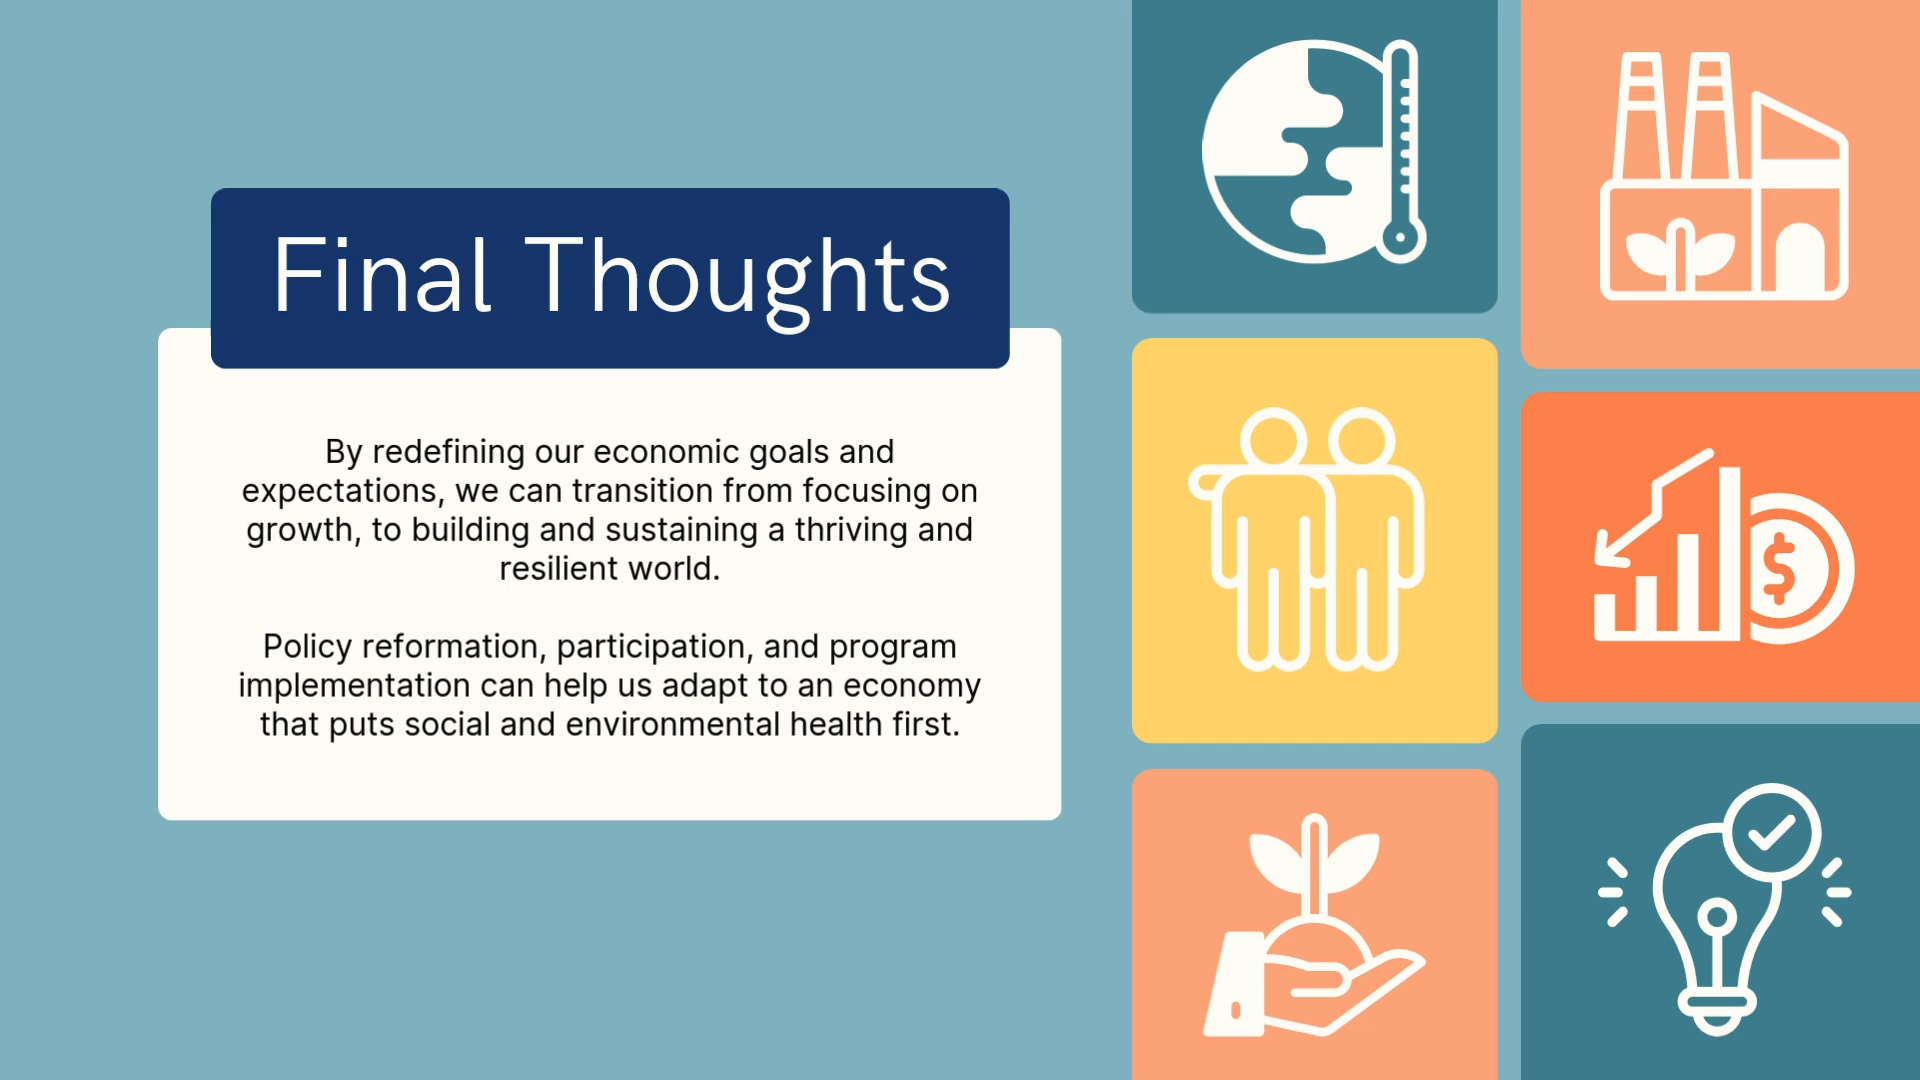 Final Thoughts
By redefining our economic goals and
expectations, we can transition from focusing on
growth, to building and sustaining a thriving and
resilient world.
Policy reformation, participation, and program
implementation can help us adapt to an economy
that puts social and environmental health first.
$